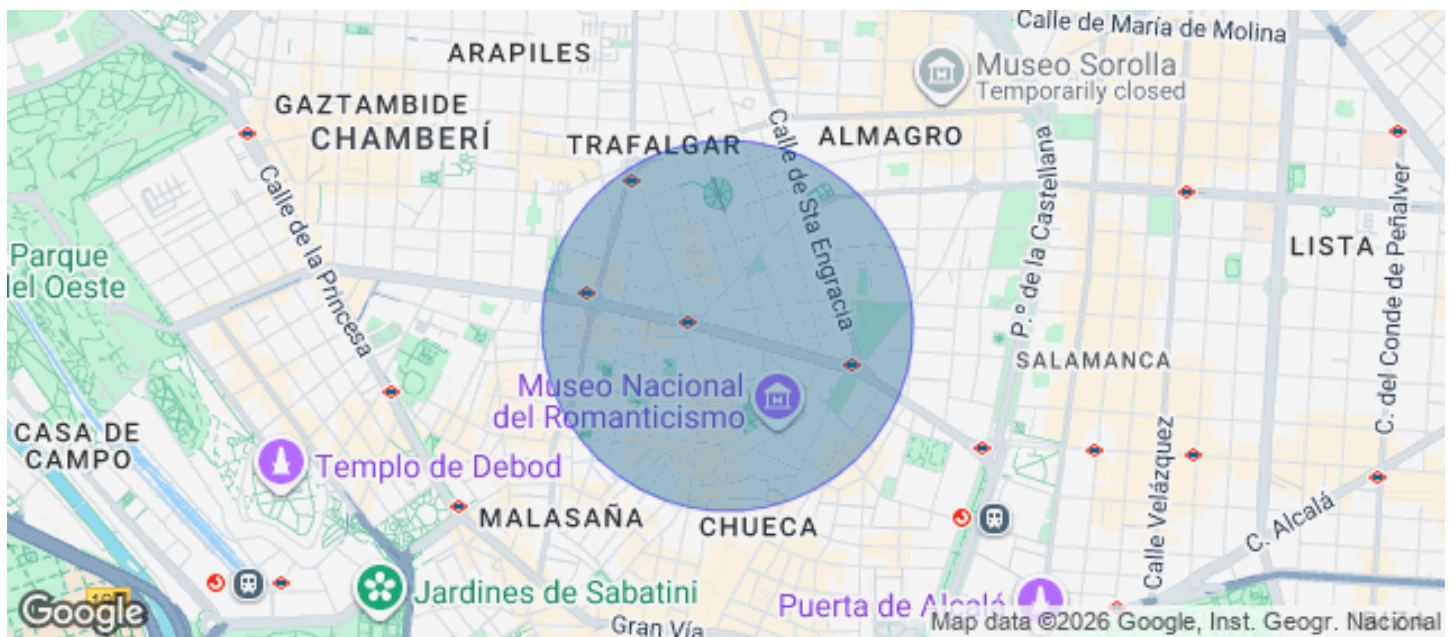 Calle de María de Molina
ARAPILES
Museo Sorolla
Temporarily closed
GAZTAMBIDE
CHAMBERÍ
TRAFALGAR
ALMAGRO
Calle de Sta Engracia
Calle de la Princesa
P.º de la Castellana
C. del Conde de Peñalver
LISTA
Parque
del Oeste
SALAMANCA
Museo Nacional
del Romanticismo
CASA DE
CAMPO
Templo de Debod
Calle Velázquez
MALASAÑA
CHUECA
C. Alcalá
Jardines de Sabatini
Puerta de Alcalá
Gran Vía
Google
Map data ©2026 Google, Inst. Geogr. Nacional